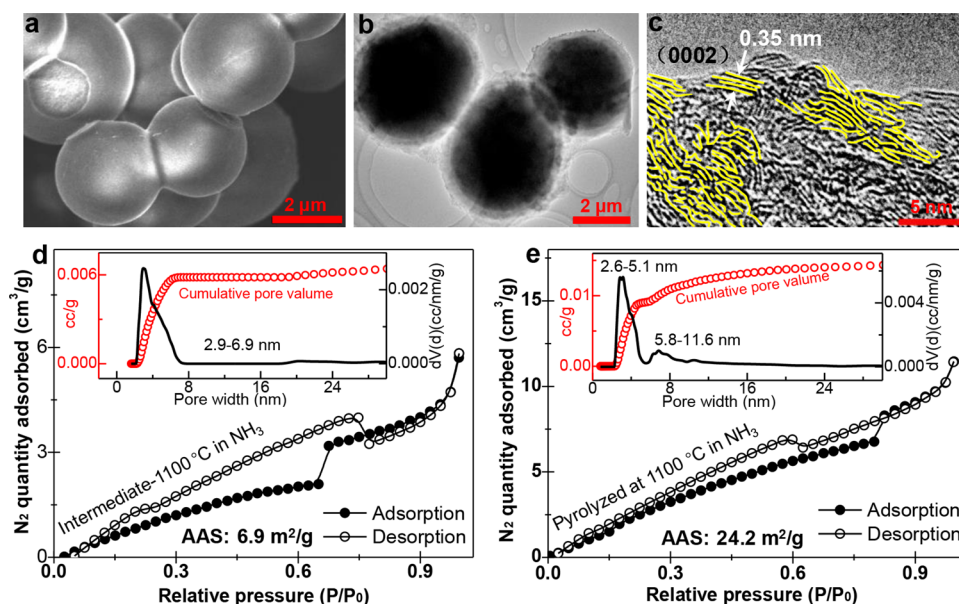 a
2 µm
b
2 µm
c
(0002)
0.35 nm
5 nm
d
N2 quantity adsorbed (cm3/g)
6
3
0
0.0
0.3
0.6
0.9
Relative pressure (P/P0)
cc/g
0.006
0.000
Cumulative pore valume
2.9-6.9 nm
0.002
0.000
dV(d)(cc/nm/g)
0
8
16
24
Pore width (nm)
Intermediate-1100 °C in NH3
Adsorption
Desorption
AAS: 6.9 m2/g
e
N2 quantity adsorbed (cm3/g)
17
15
13
10
8
5
3
0
0.0
0.3
0.6
0.9
Relative pressure (P/P0)
cc/g
0.01
0.00
2.6-5.1 nm
Cumulative pore valume
5.8-11.6 nm
0.004
0.000
dV(d)(cc/nm/g)
0
8
16
24
Pore width (nm)
Pyrolyzed at 1100 °C in NH3
Adsorption
Desorption
AAS: 24.2 m2/g